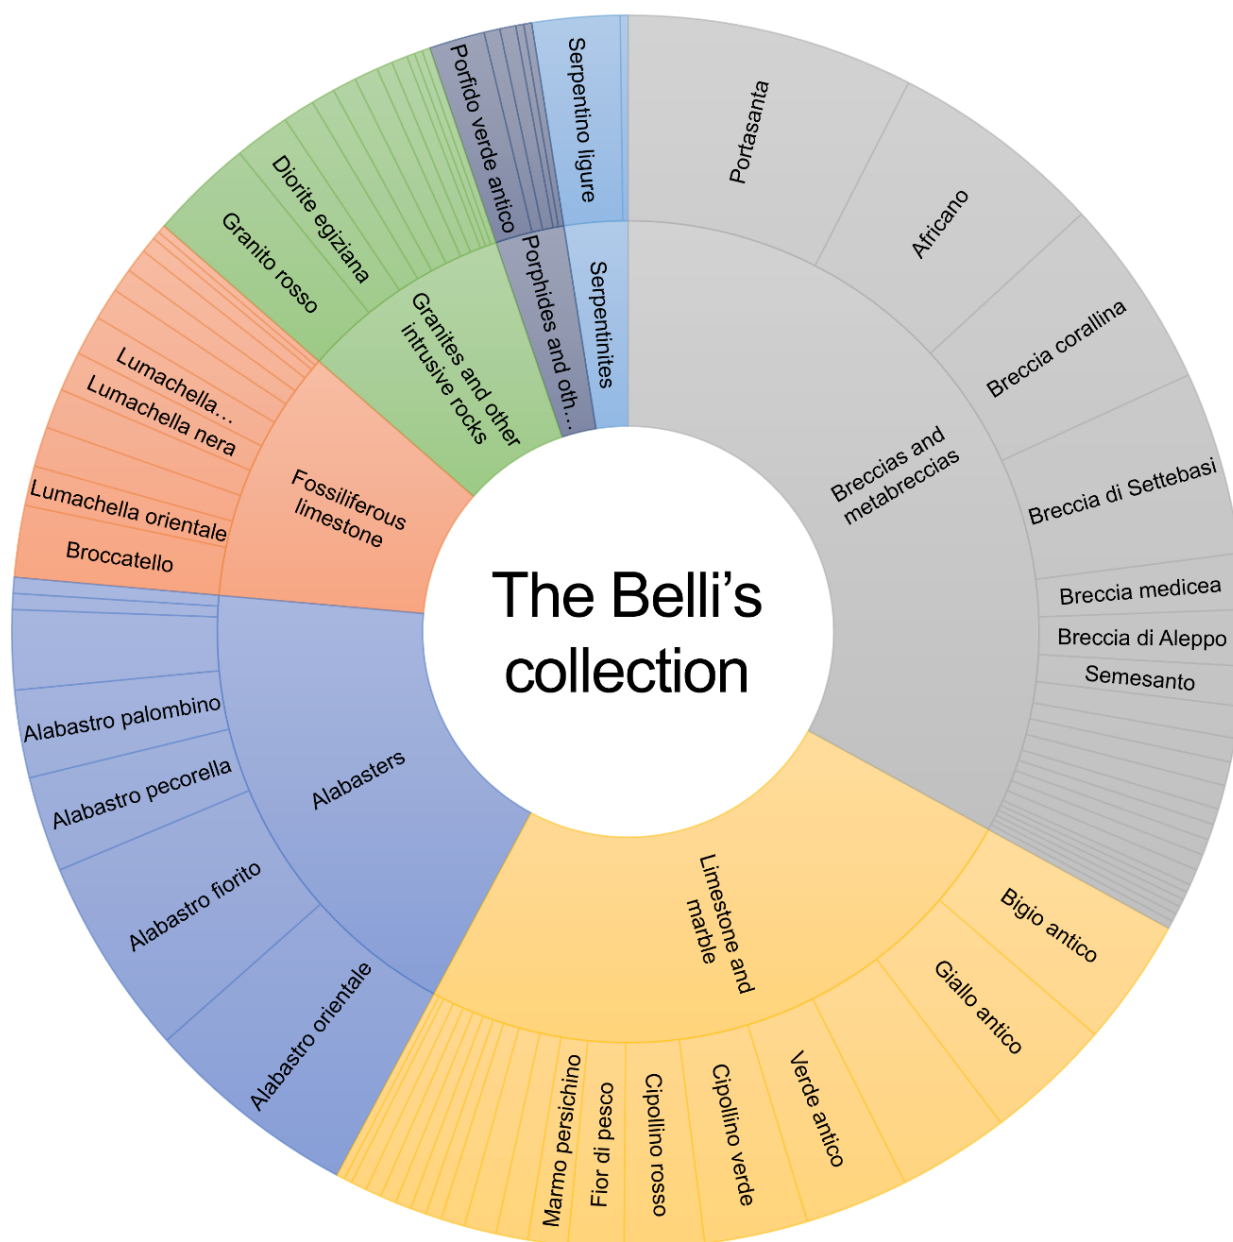 The Belli's
collection
Breccias and
metabreccias
Portasanta
Africano
Breccia corallina
Breccia di Settebasi
Breccia medicea
Breccia di Aleppo
Semesanto
Limestone and
marble
Bigio antico
Giallo antico
Verde antico
Cipollino verde
Cipollino rosso
Fior di pesco
Marmo persichino
Alabasters
Alabastro orientale
Alabastro fiorito
Alabastro pecorella
Alabastro palombino
Fossiliferous
limestone
Broccatello
Lumachella orientale
Lumachella nera
Lumachella...
Granites and other
intrusive rocks
Granito rosso
Diorite egiziana
Porphides and oth...
Porfido verde antico
Serpentinites
Serpentino ligure